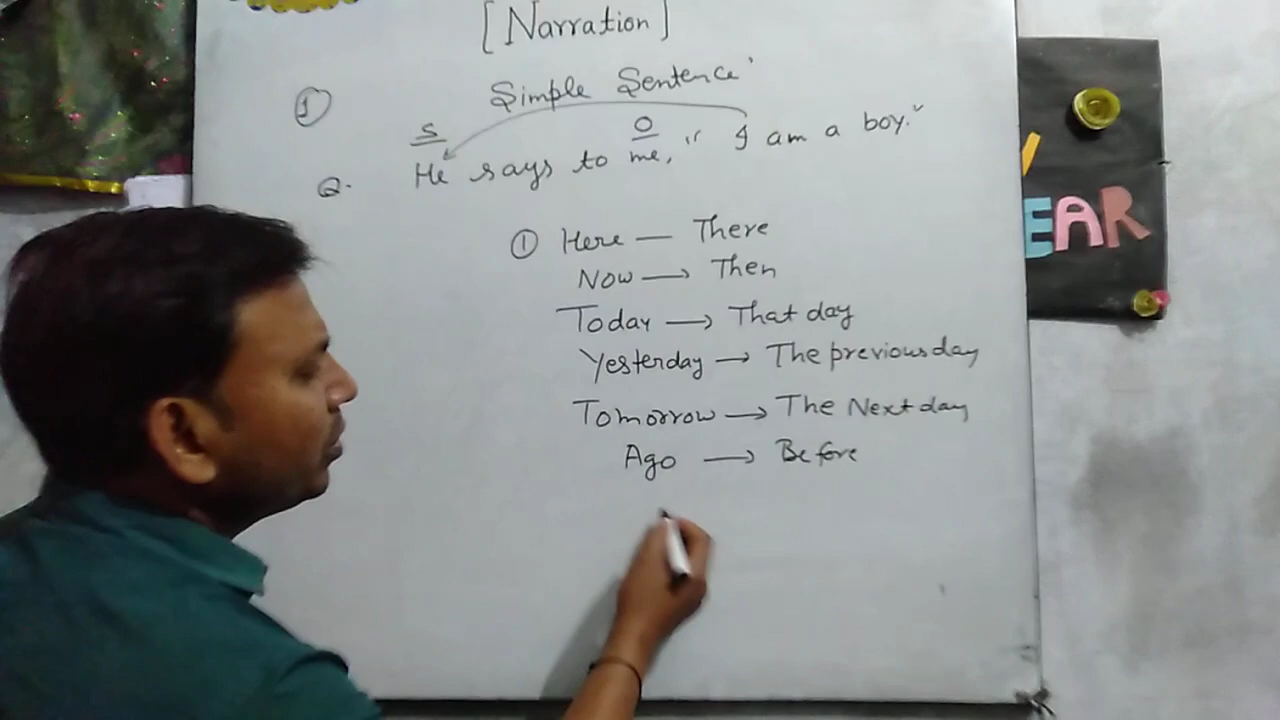 [Narration]
① Simple Sentence
S O
Q. He says to me, "I am a boy."
① Here — There
Now → Then
Today → That day
Yesterday → The previous day
Tomorrow → The Next day
Ago → Before
EAR